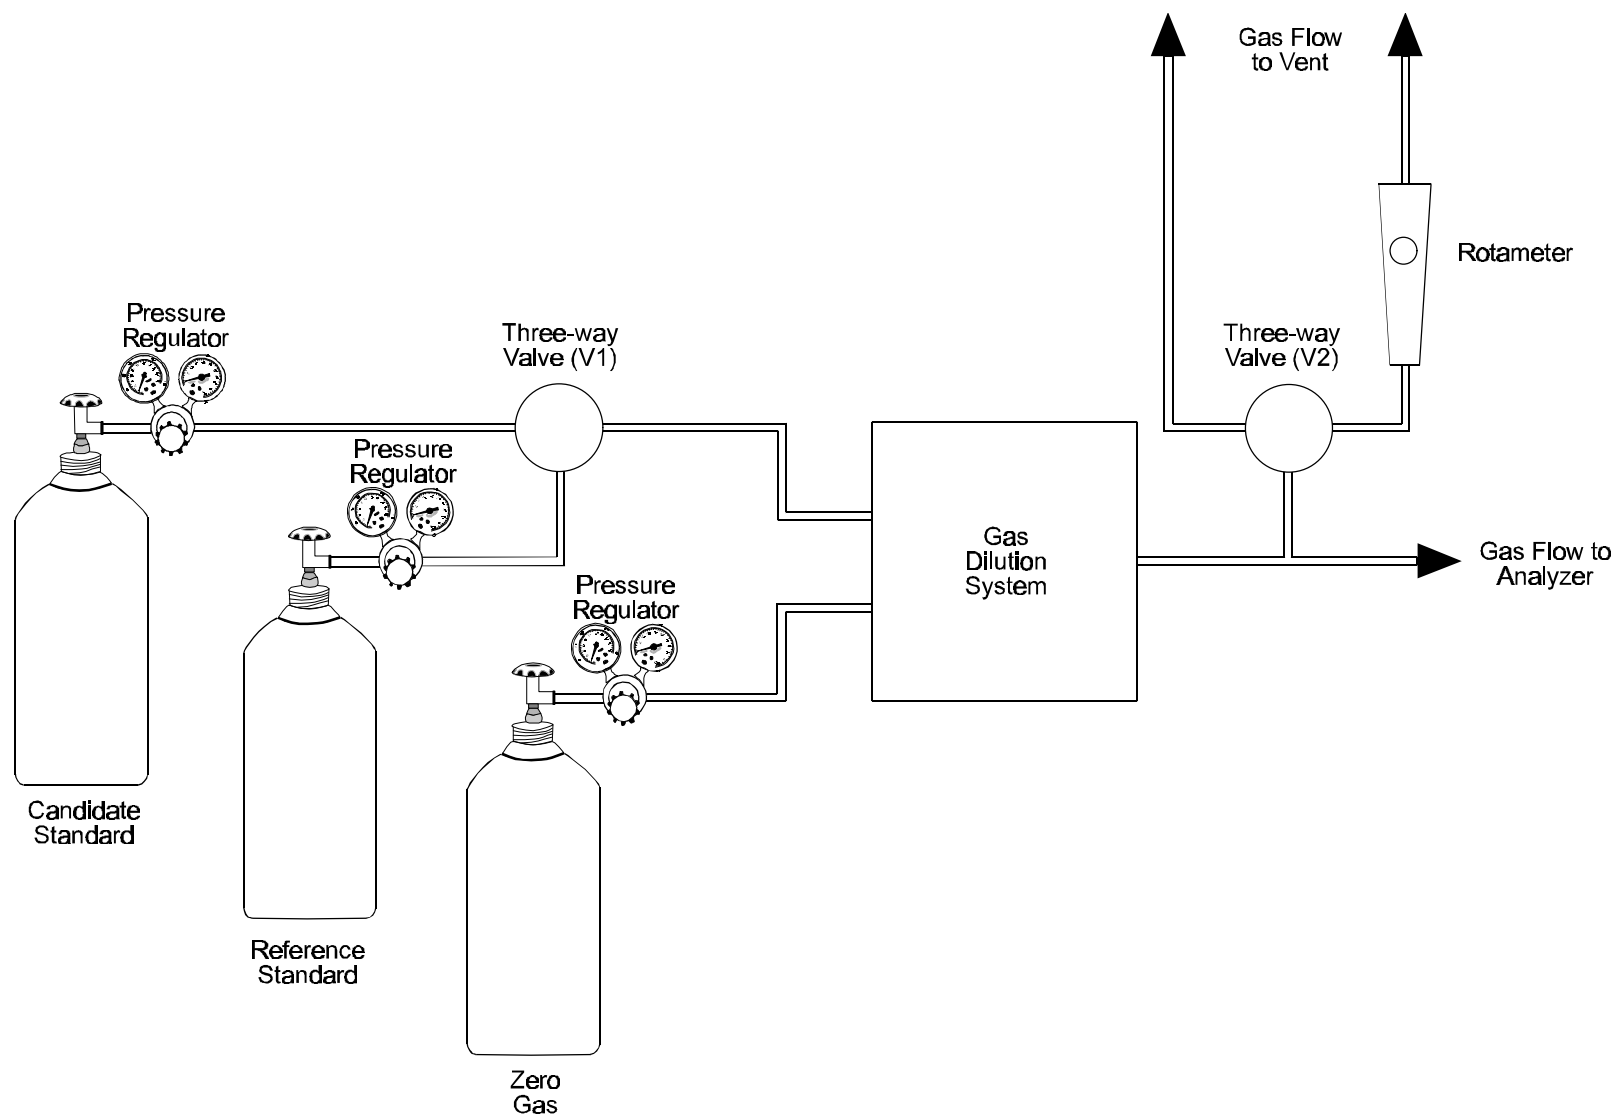 Gas Flow
to Vent
Rotameter
Pressure
Regulator
Three-way
Valve (V1)
Three-way
Valve (V2)
Pressure
Regulator
Gas
Dilution
System
Gas Flow to
Analyzer
Pressure
Regulator
Candidate
Standard
Reference
Standard
Zero
Gas